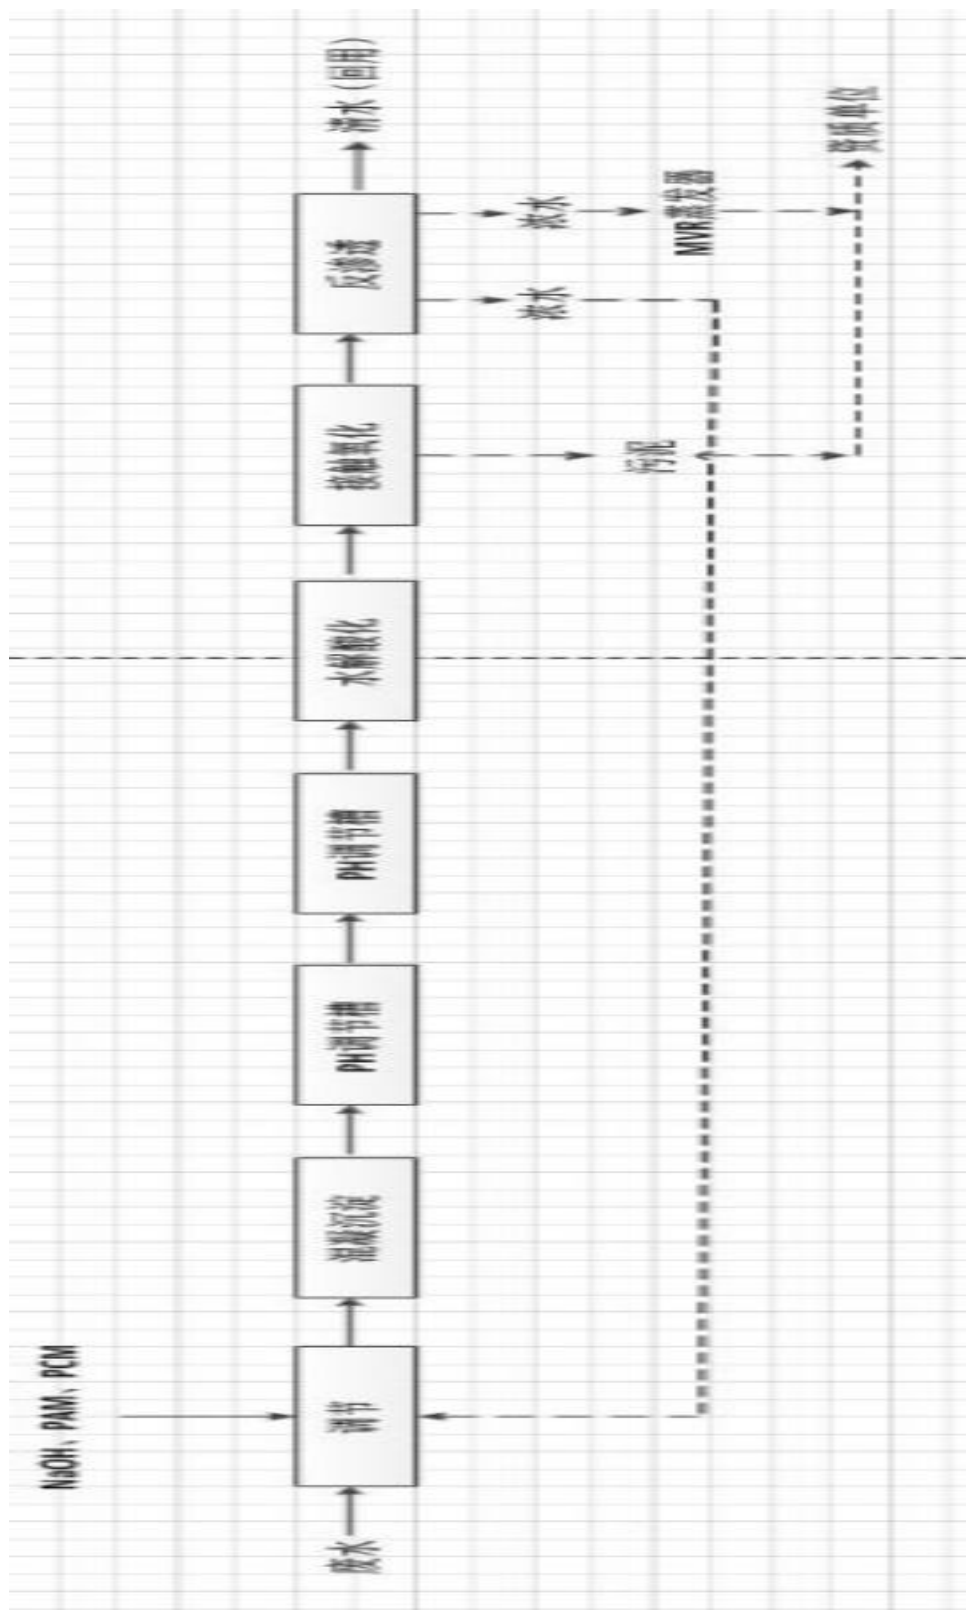 NaOH、PAM、PCM
废水
调节
混凝沉淀
PH调节槽
PH调节槽
水解酸化
接触氧化
反渗透
清水（回用）
浓水
浓水
污泥
MVR蒸发器
资质单位